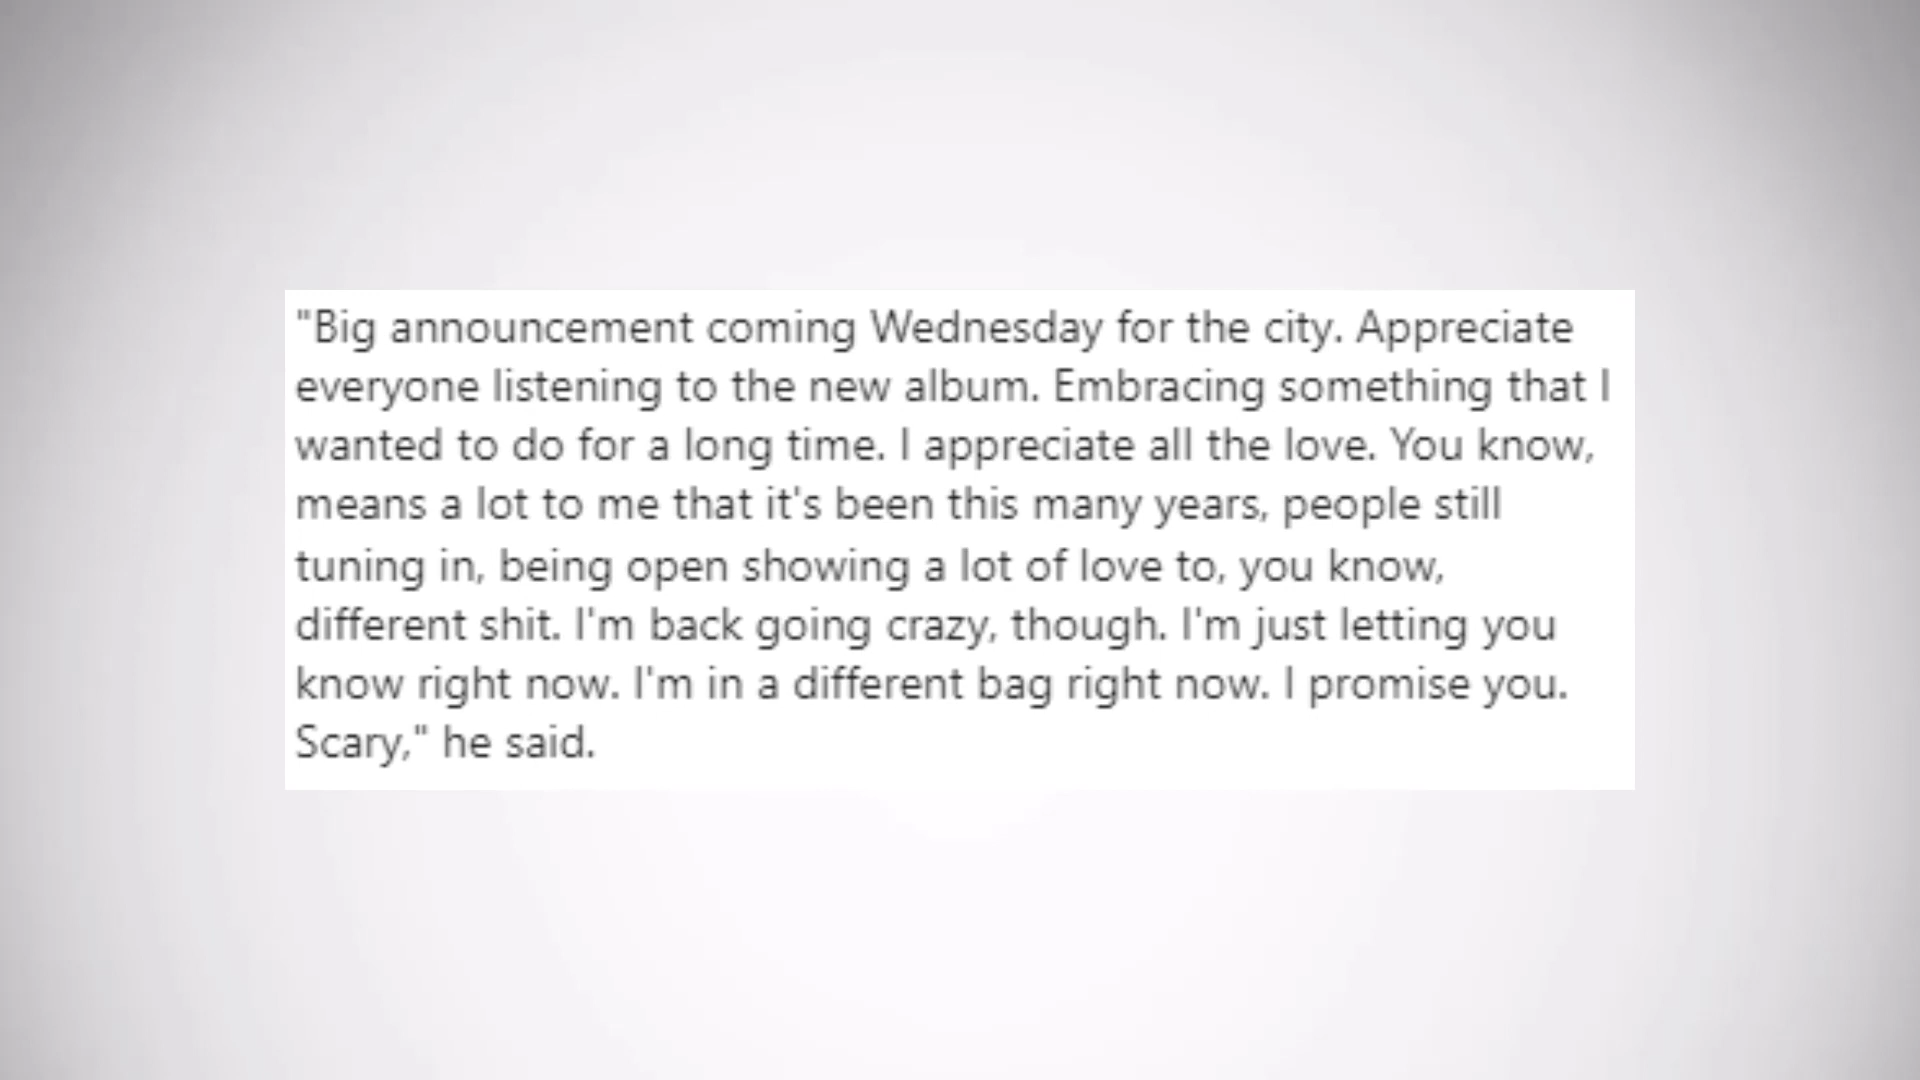 "Big announcement coming Wednesday for the city. Appreciate
everyone listening to the new album. Embracing something that I
wanted to do for a long time. I appreciate all the love. You know,
means a lot to me that it's been this many years, people still
tuning in, being open showing a lot of love to, you know,
different shit. I'm back going crazy, though. I'm just letting you
know right now. I'm in a different bag right now. I promise you.
Scary," he said.